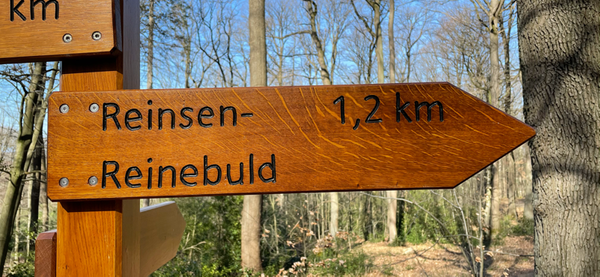 km
Reinsen- 1,2 km
Reinebuld